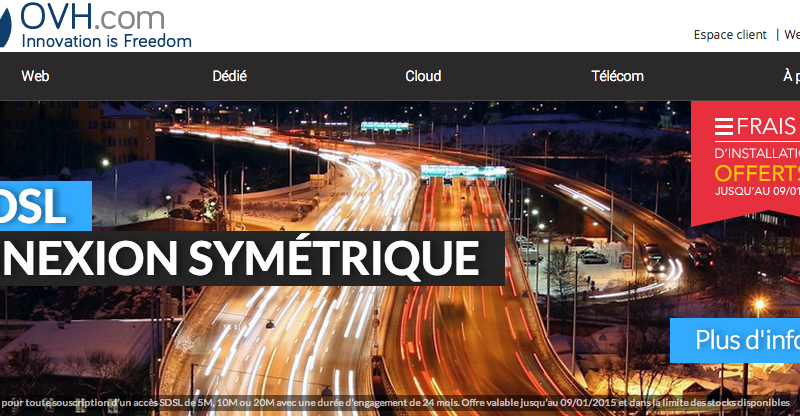 OVH.com
Innovation is Freedom
Espace client | We
Web Dédié Cloud Télécom À p
FRAIS
D'INSTALLATIO
OFFERTS
JUSQU'AU 09/01
DSL
NEXION SYMÉTRIQUE
Plus d'info
pour toute souscription d'un accès SDSL de 5M, 10M ou 20M avec une durée d'engagement de 24 mois. Offre valable jusqu'au 09/01/2015 et dans la limite des stocks disponibles